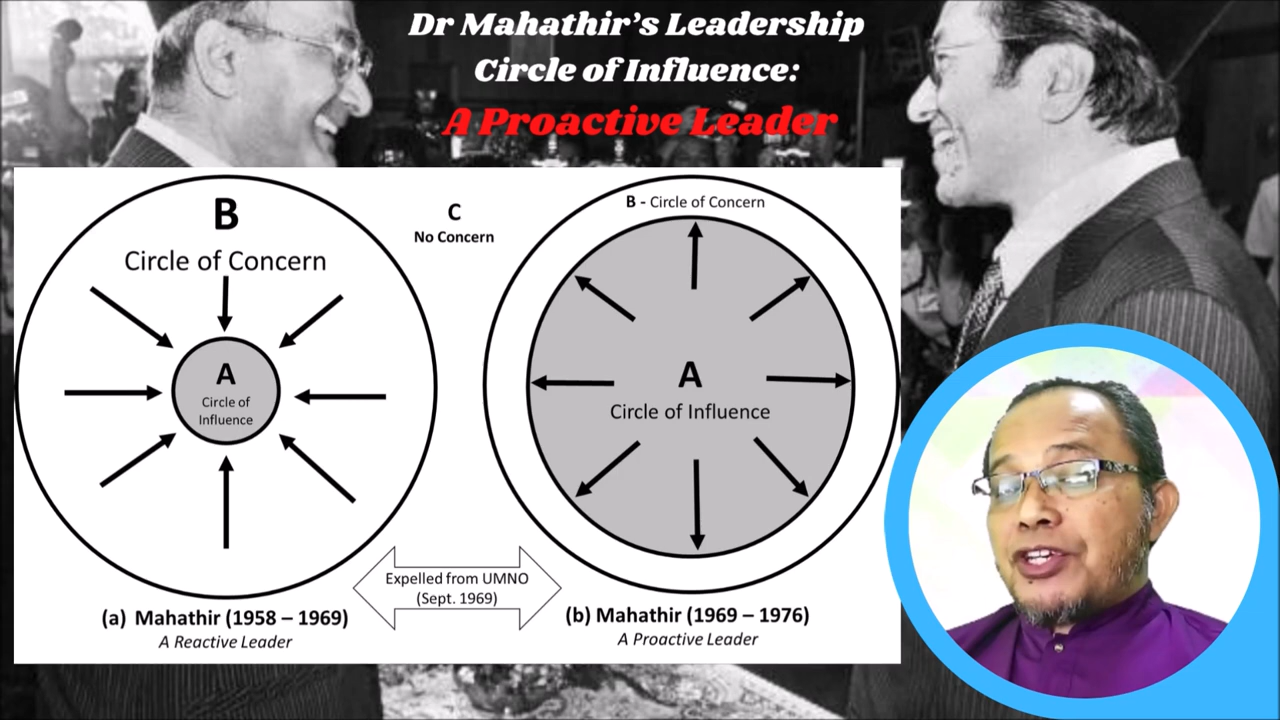 Dr Mahathir’s Leadership
Circle of Influence:
A Proactive Leader
B
Circle of Concern
A
Circle of
Influence
C
No Concern
B - Circle of Concern
A
Circle of Influence
Expelled from UMNO
(Sept. 1969)
(a) Mahathir (1958 – 1969)
A Reactive Leader
(b) Mahathir (1969 – 1976)
A Proactive Leader